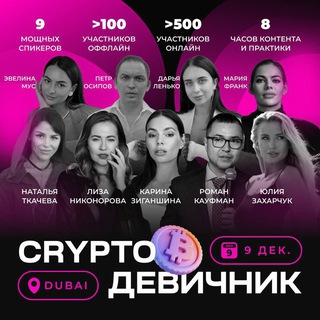 9
МОЩНЫХ
СПИКЕРОВ
>100
УЧАСТНИКОВ
ОФФЛАЙН
>500
УЧАСТНИКОВ
ОНЛАЙН
8
ЧАСОВ КОНТЕНТА
И ПРАКТИКИ
ЭВЕЛИНА
МУС
ПЕТР
ОСИПОВ
ДАРЬЯ
ЛЕНЬКО
МАРИЯ
ФРАНК
НАТАЛЬЯ
ТКАЧЕВА
ЛИЗА
НИКОНОРОВА
КАРИНА
ЗИГАНШИНА
РОМАН
КАУФМАН
ЮЛИЯ
ЗАХАРЧУК
CRYPTO
9
9 ДЕК.
DUBAI
ДЕВИЧНИК